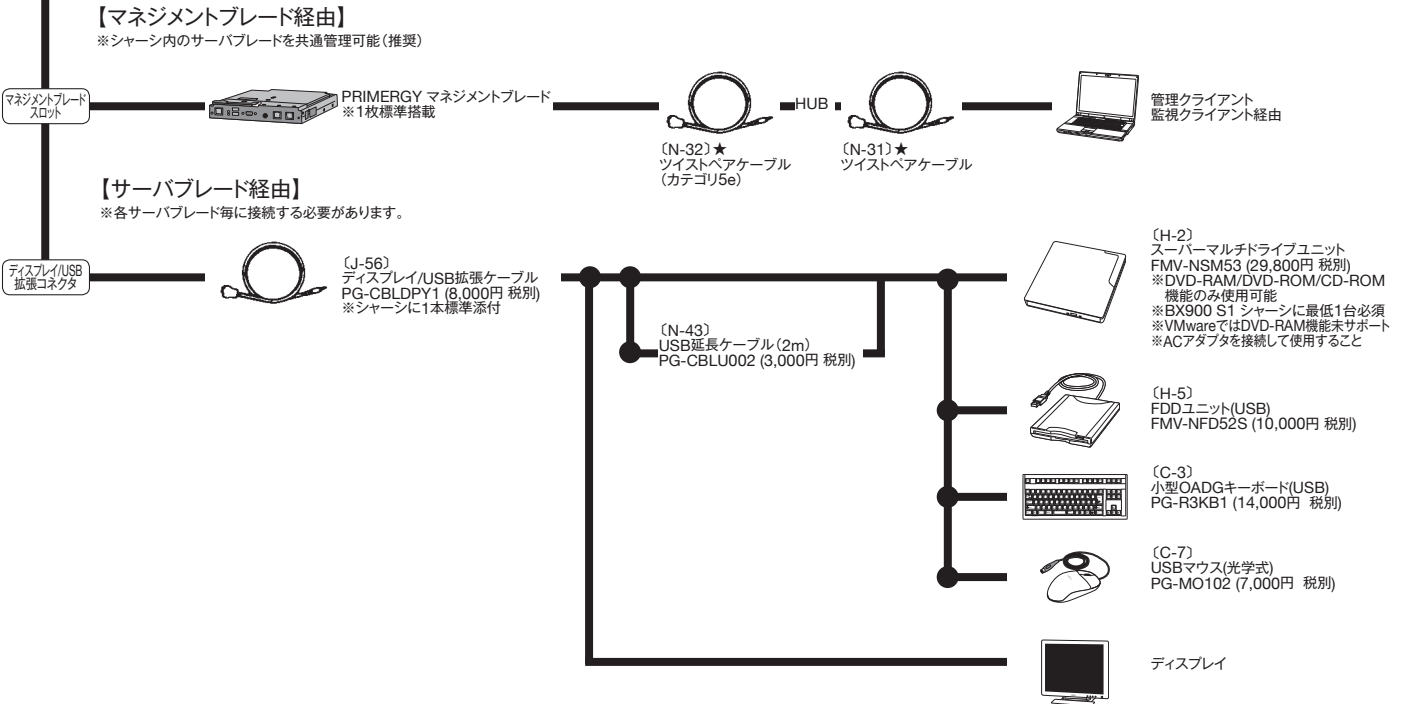 【マネジメントブレード経由】
※シャーシ内のサーバブレードを共通管理可能（推奨）
マネジメントブレード
スロット
PRIMERGY マネジメントブレード
※1枚標準搭載
〔N-32〕★
ツイストペアケーブル
（カテゴリ5e）
HUB
〔N-31〕★
ツイストペアケーブル
管理クライアント
監視クライアント経由
【サーバブレード経由】
※各サーバブレード毎に接続する必要があります。
ディスプレイ/USB
拡張コネクタ
〔J-56〕
ディスプレイ/USB拡張ケーブル
PG-CBLDPY1 (8,000円 税別)
※シャーシに1本標準添付
〔N-43〕
USB延長ケーブル（2m）
PG-CBLU002 (3,000円 税別)
〔H-2〕
スーパーマルチドライブユニット
FMV-NSM53 (29,800円 税別)
※DVD-RAM/DVD-ROM/CD-ROM
機能のみ使用可能
※BX900 S1 シャーシに最低1台必須
※VMwareではDVD-RAM機能未サポート
※ACアダプタを接続して使用すること
〔H-5〕
FDDユニット(USB)
FMV-NFD52S (10,000円 税別)
〔C-3〕
小型OADGキーボード(USB)
PG-R3KB1 (14,000円 税別)
〔C-7〕
USBマウス(光学式)
PG-MO102 (7,000円 税別)
ディスプレイ